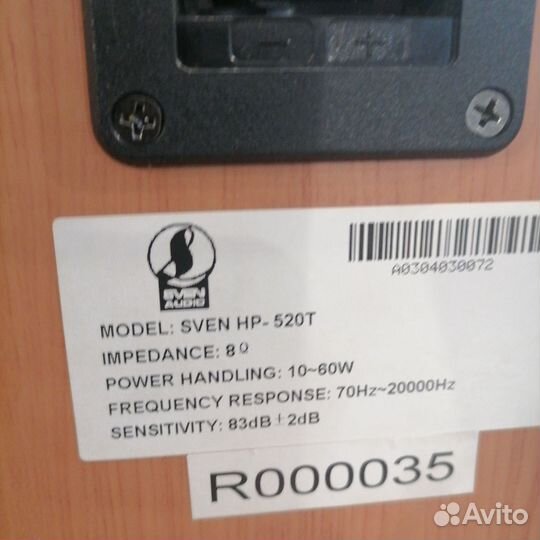 - +
SVEN
AUDIO
A0304030072
MODEL: SVEN HP-520T
IMPEDANCE: 8Ω
POWER HANDLING: 10~60W
FREQUENCY RESPONSE: 70Hz~20000Hz
SENSITIVITY: 83dB±2dB
R000035
Avito